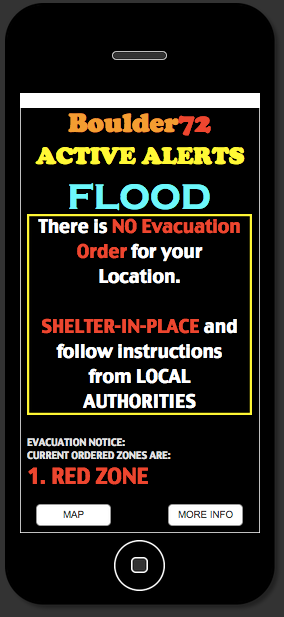 Boulder72
ACTIVE ALERTS
FLOOD
There is NO Evacuation
Order for your
Location.
SHELTER-IN-PLACE and
follow instructions
from LOCAL
AUTHORITIES
EVACUATION NOTICE:
CURRENT ORDERED ZONES ARE:
1. RED ZONE
MAP
MORE INFO